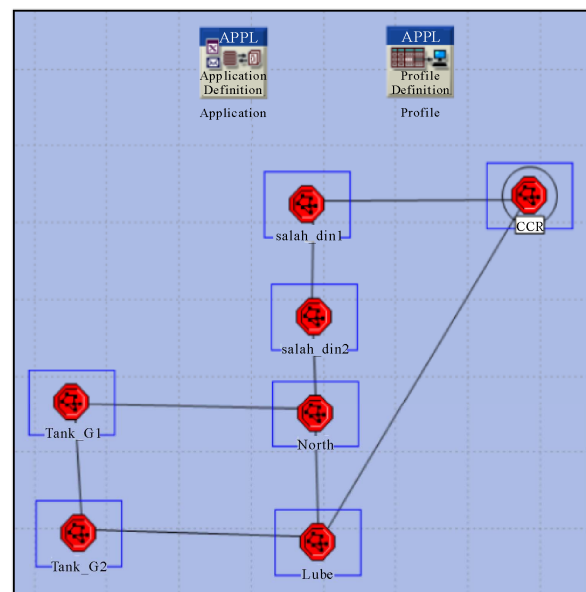 APPL
Application
Definition
Application
APPL
Profile
Definition
Profile
salah_din1
CCR
salah_din2
Tank_G1
North
Tank_G2
Lube